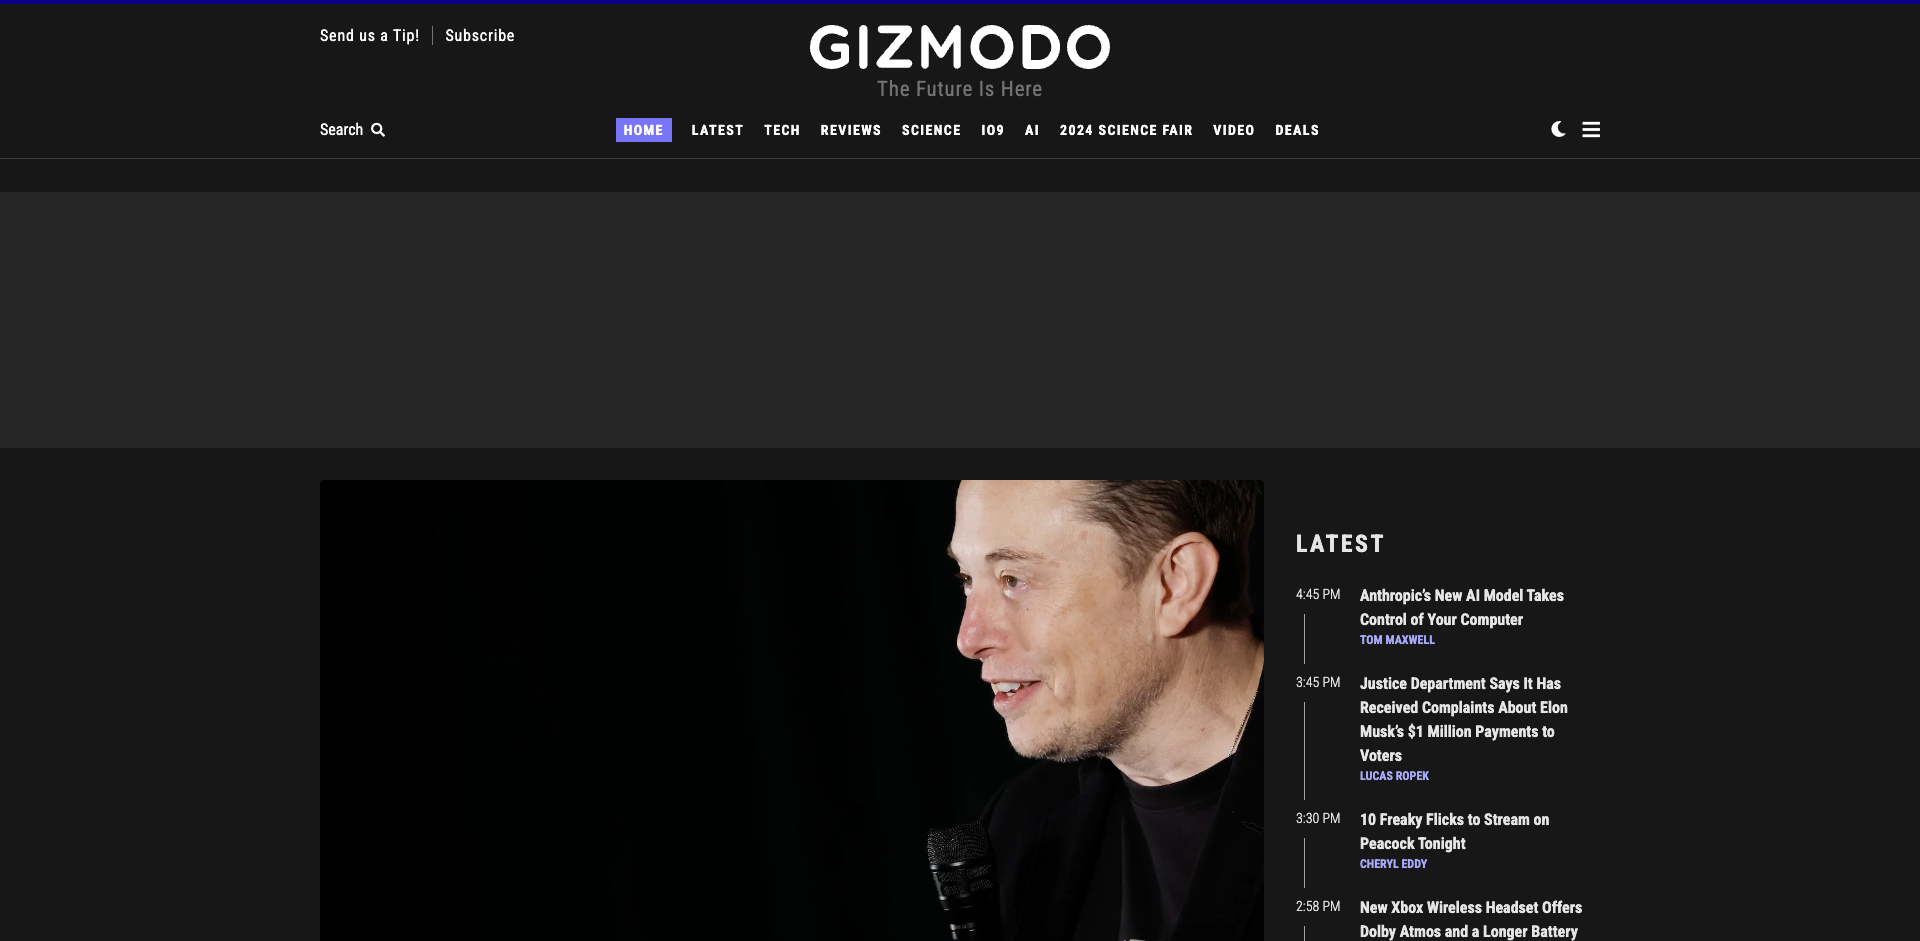 Send us a Tip!
Subscribe
GIZMODO
The Future Is Here
Search
HOME LATEST TECH REVIEWS SCIENCE IO9 AI 2024 SCIENCE FAIR VIDEO DEALS
LATEST
4:45 PM
Anthropic’s New AI Model Takes
Control of Your Computer
TOM MAXWELL
3:45 PM
Justice Department Says It Has
Received Complaints About Elon
Musk’s $1 Million Payments to
Voters
LUCAS ROPEK
3:30 PM
10 Freaky Flicks to Stream on
Peacock Tonight
CHERYL EDDY
2:58 PM
New Xbox Wireless Headset Offers
Dolby Atmos and a Longer Battery